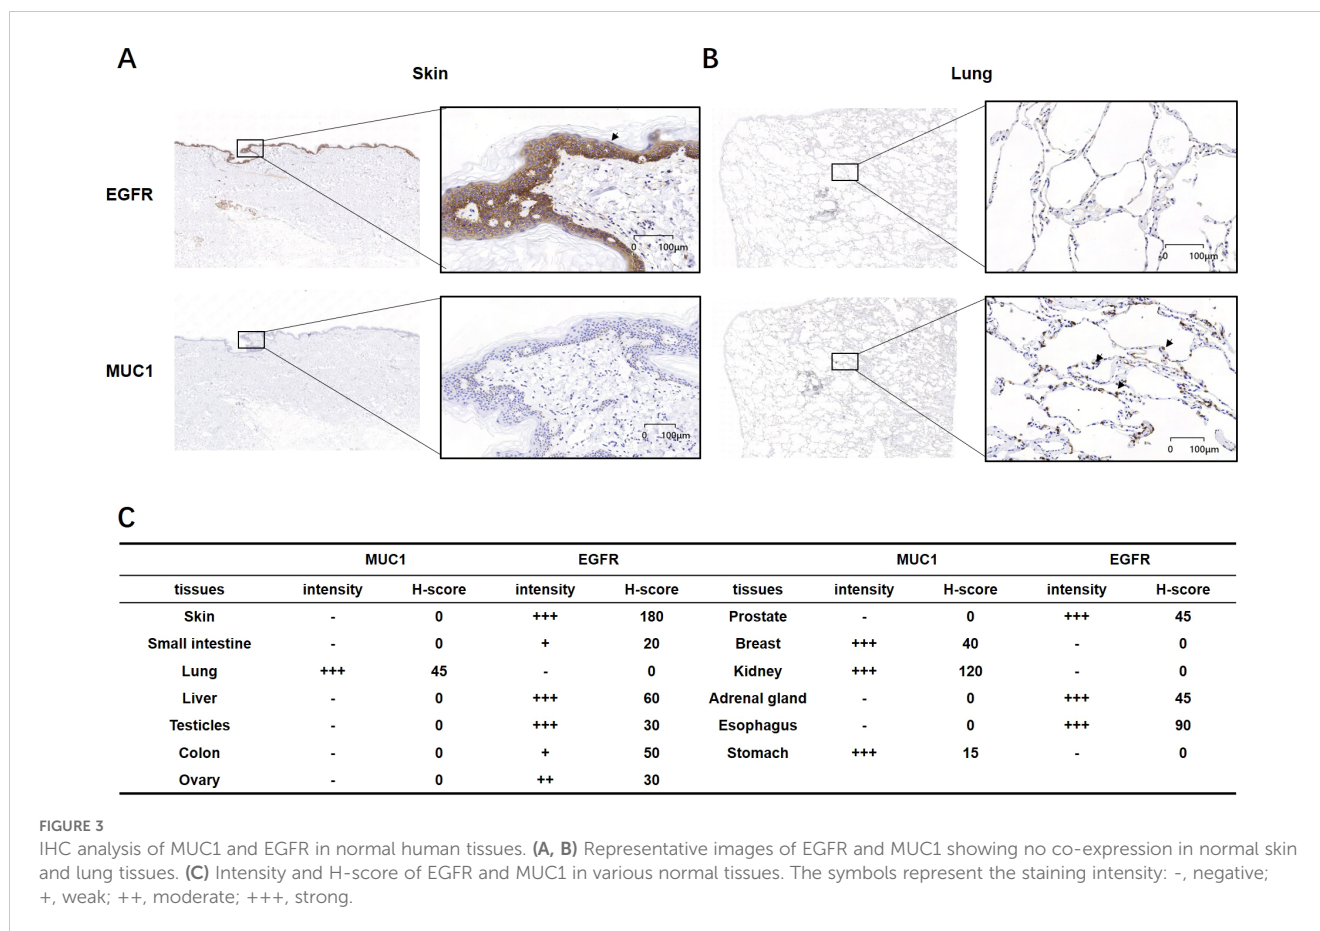 A
B
Skin
Lung
EGFR
0 100μm
0 100μm
MUC1
0 100μm
0 100μm
C
MUC1 EGFR MUC1 EGFR
tissues intensity H-score intensity H-score tissues intensity H-score intensity H-score
Skin - 0 +++ 180 Prostate - 0 +++ 45
Small intestine - 0 + 20 Breast +++ 40 - 0
Lung +++ 45 - 0 Kidney +++ 120 - 0
Liver - 0 +++ 60 Adrenal gland - 0 +++ 45
Testicles - 0 +++ 30 Esophagus - 0 +++ 90
Colon - 0 + 50 Stomach +++ 15 - 0
Ovary - 0 ++ 30
FIGURE 3
IHC analysis of MUC1 and EGFR in normal human tissues. (A, B) Representative images of EGFR and MUC1 showing no co-expression in normal skin
and lung tissues. (C) Intensity and H-score of EGFR and MUC1 in various normal tissues. The symbols represent the staining intensity: -, negative;
+, weak; ++, moderate; +++, strong.